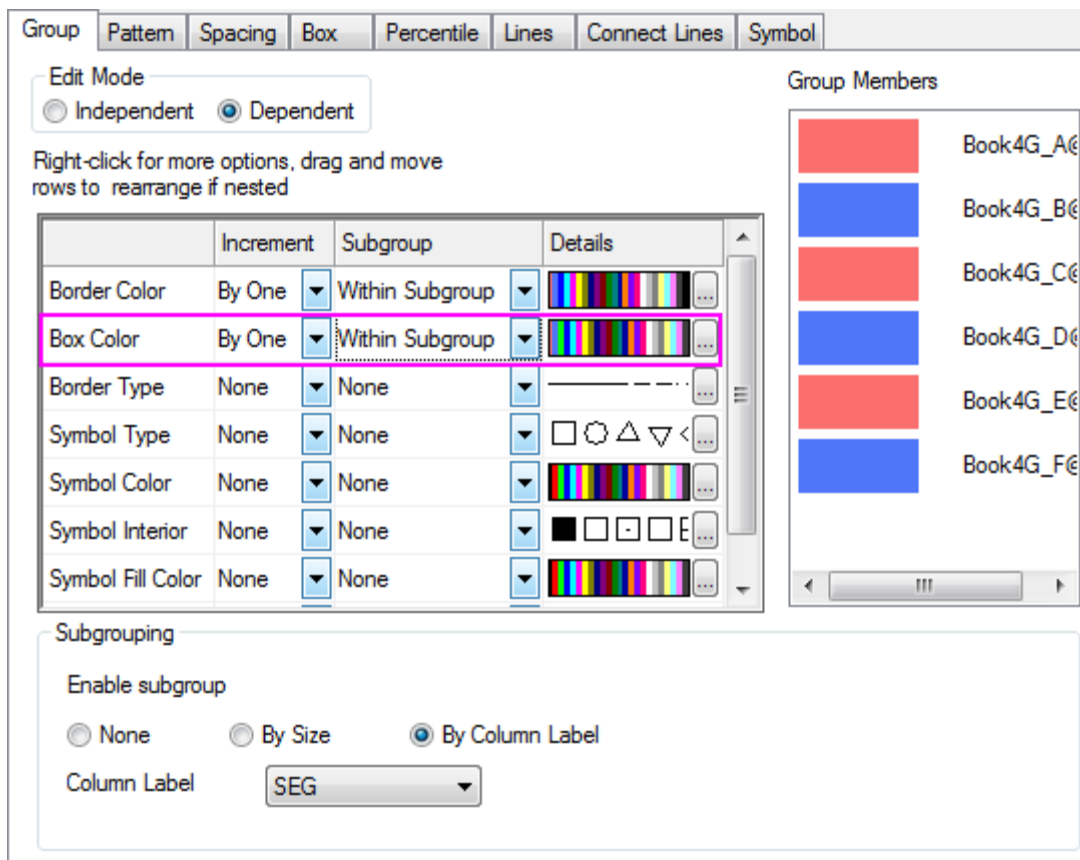 Group Pattern Spacing Box Percentile Lines Connect Lines Symbol
Edit Mode
Independent Dependent
Right-click for more options, drag and move
rows to rearrange if nested
Increment Subgroup Details
Border Color By One Within Subgroup ...
Box Color By One Within Subgroup ...
Border Type None None ...
Symbol Type None None ...
Symbol Color None None ...
Symbol Interior None None ...
Symbol Fill Color None None ...
Group Members
Book4G_A@
Book4G_B@
Book4G_C@
Book4G_D@
Book4G_E@
Book4G_F@
Subgrouping
Enable subgroup
None By Size By Column Label
Column Label SEG